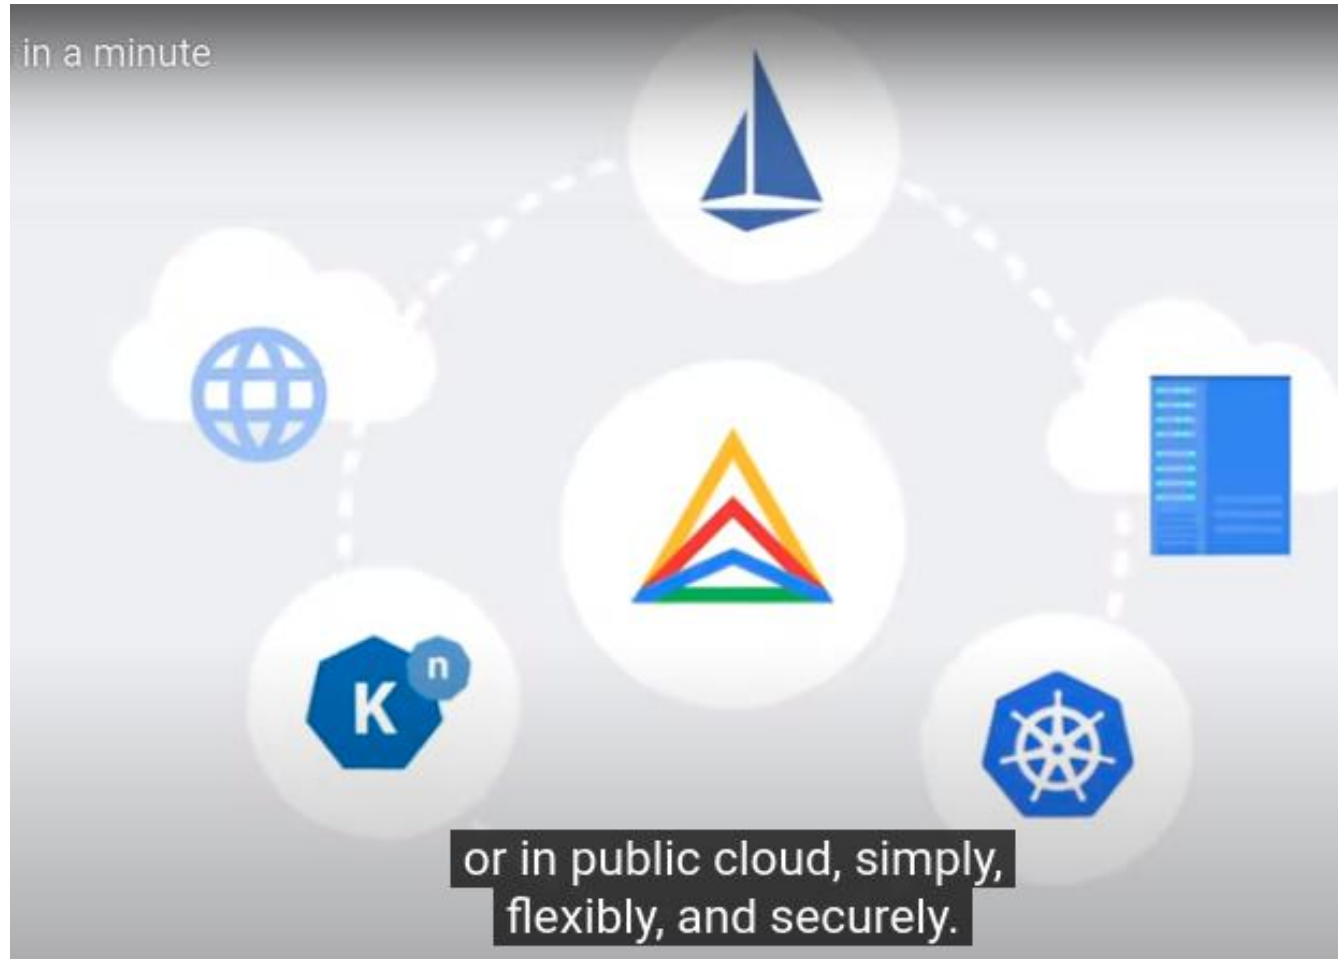 in a minute
n
K
or in public cloud, simply,
flexibly, and securely.